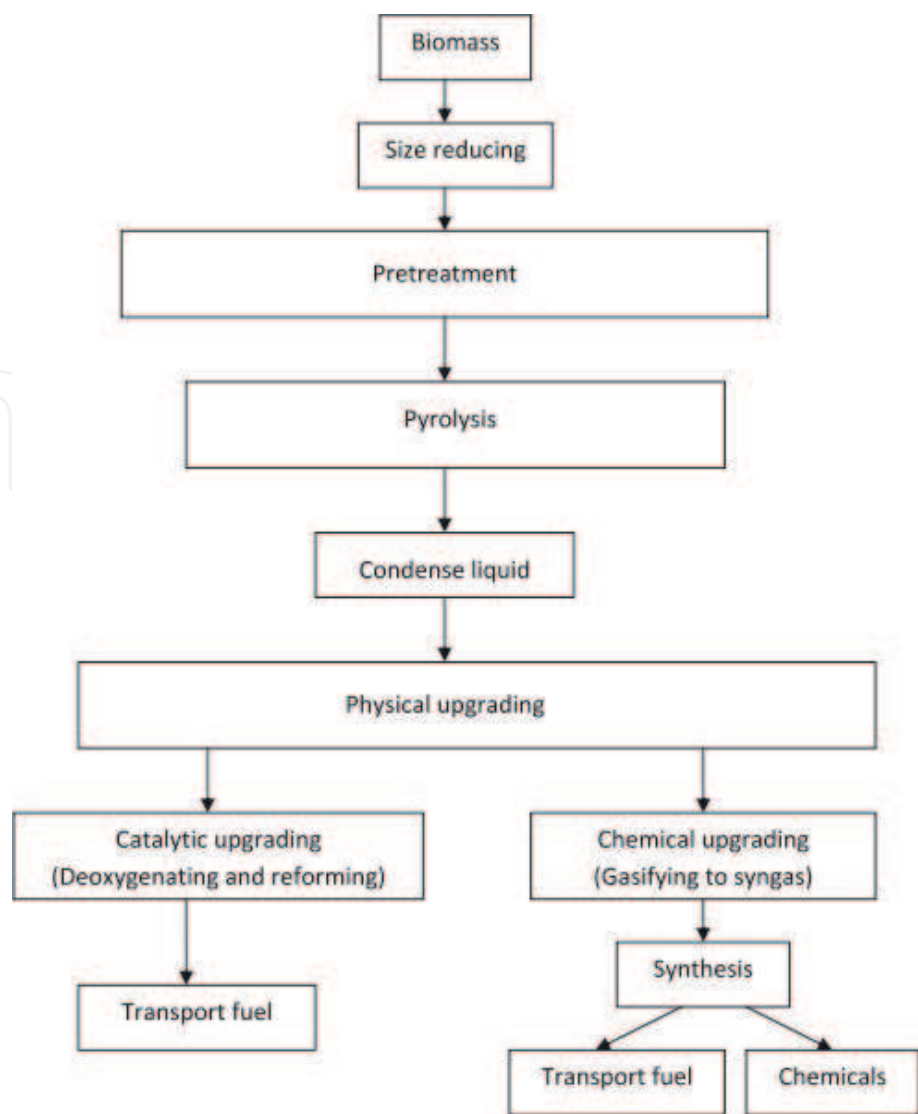 Biomass
Size reducing
Pretreatment
Pyrolysis
Condense liquid
Physical upgrading
Catalytic upgrading
(Deoxygenating and reforming)
Chemical upgrading
(Gasifying to syngas)
Synthesis
Transport fuel
Transport fuel
Chemicals